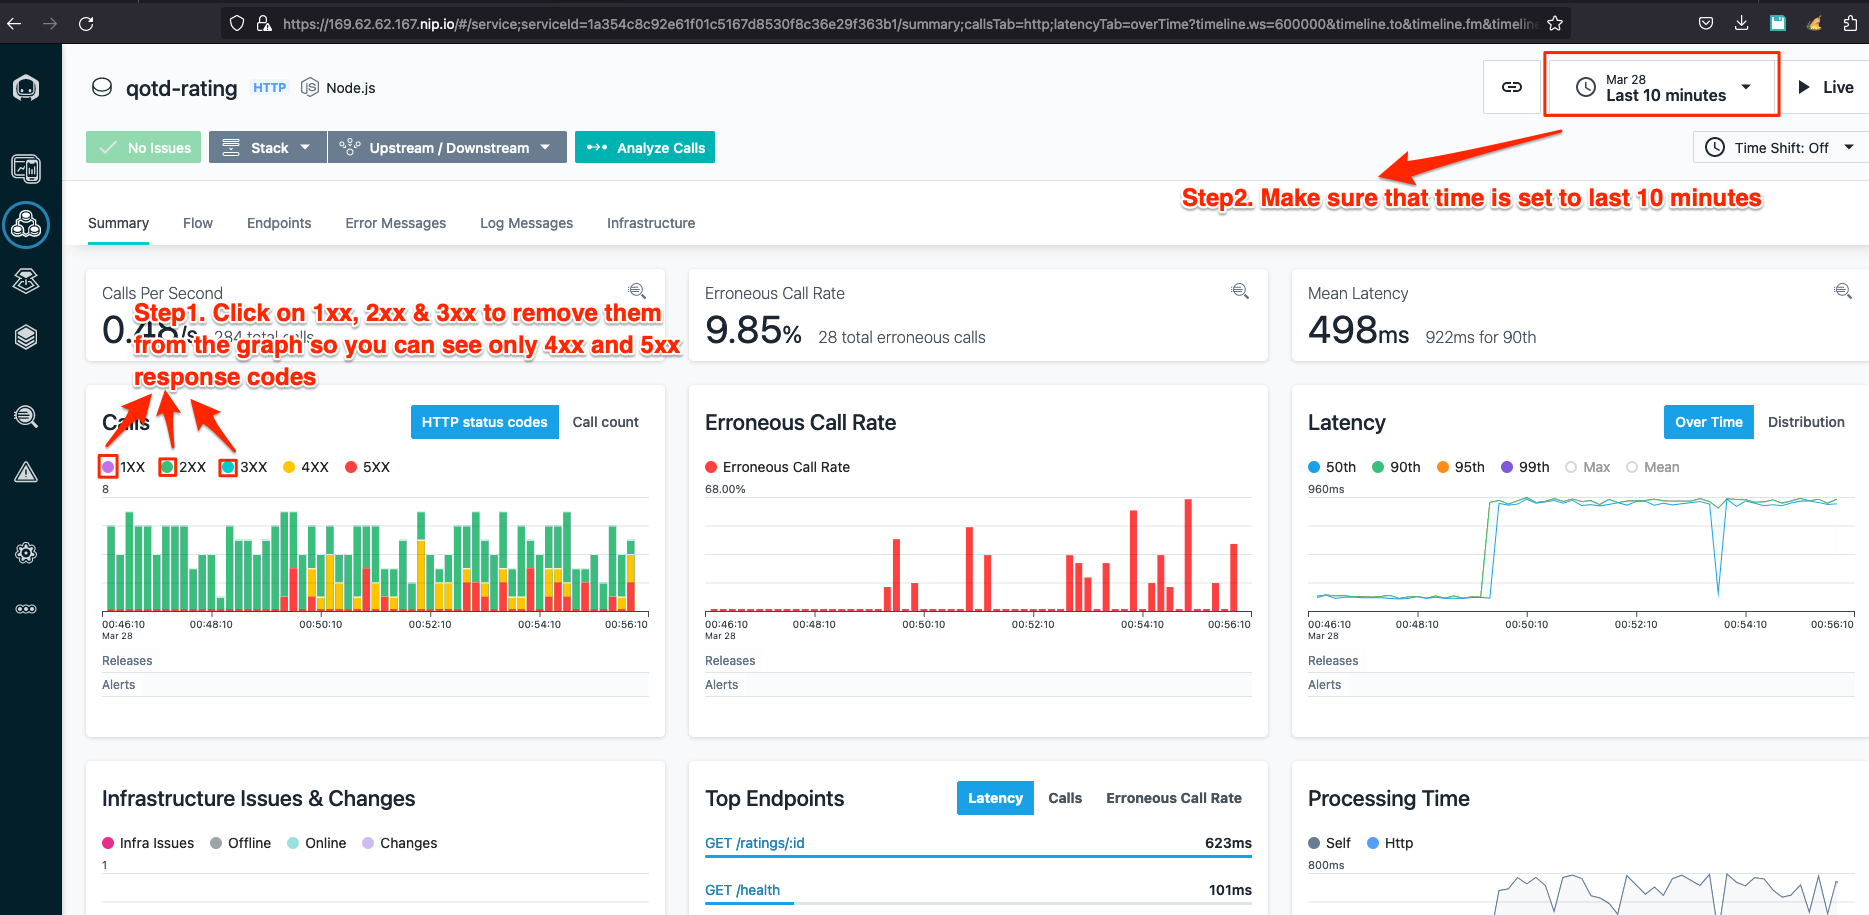 https://169.62.62.167.nip.io/#/service;serviceId=1a354c8c92e61f01c5167d8530f8c36e29f363b1/summary;callsTab=http;latencyTab=overTime?timeline.ws=600000&timeline.to&timeline.fm&timeline
qotd-rating HTTP Node.js
Mar 28
Last 10 minutes
Live
No Issues Stack Upstream / Downstream Analyze Calls
Time Shift: Off
Step2. Make sure that time is set to last 10 minutes
Summary Flow Endpoints Error Messages Log Messages Infrastructure
Calls Per Second
0.48/s 284 total calls
Step1. Click on 1xx, 2xx & 3xx to remove them
from the graph so you can see only 4xx and 5xx
response codes
Erroneous Call Rate
9.85% 28 total erroneous calls
Mean Latency
498ms 922ms for 90th
Calls
HTTP status codes Call count
1XX 2XX 3XX 4XX 5XX
8
00:46:10 00:48:10 00:50:10 00:52:10 00:54:10 00:56:10
Mar 28
Releases
Alerts
Erroneous Call Rate
Erroneous Call Rate
68.00%
00:46:10 00:48:10 00:50:10 00:52:10 00:54:10 00:56:10
Mar 28
Releases
Alerts
Latency
Over Time Distribution
50th 90th 95th 99th Max Mean
960ms
00:46:10 00:48:10 00:50:10 00:52:10 00:54:10 00:56:10
Mar 28
Releases
Alerts
Infrastructure Issues & Changes
Infra Issues Offline Online Changes
1
Top Endpoints
Latency Calls Erroneous Call Rate
GET /ratings/:id 623ms
GET /health 101ms
Processing Time
Self Http
800ms